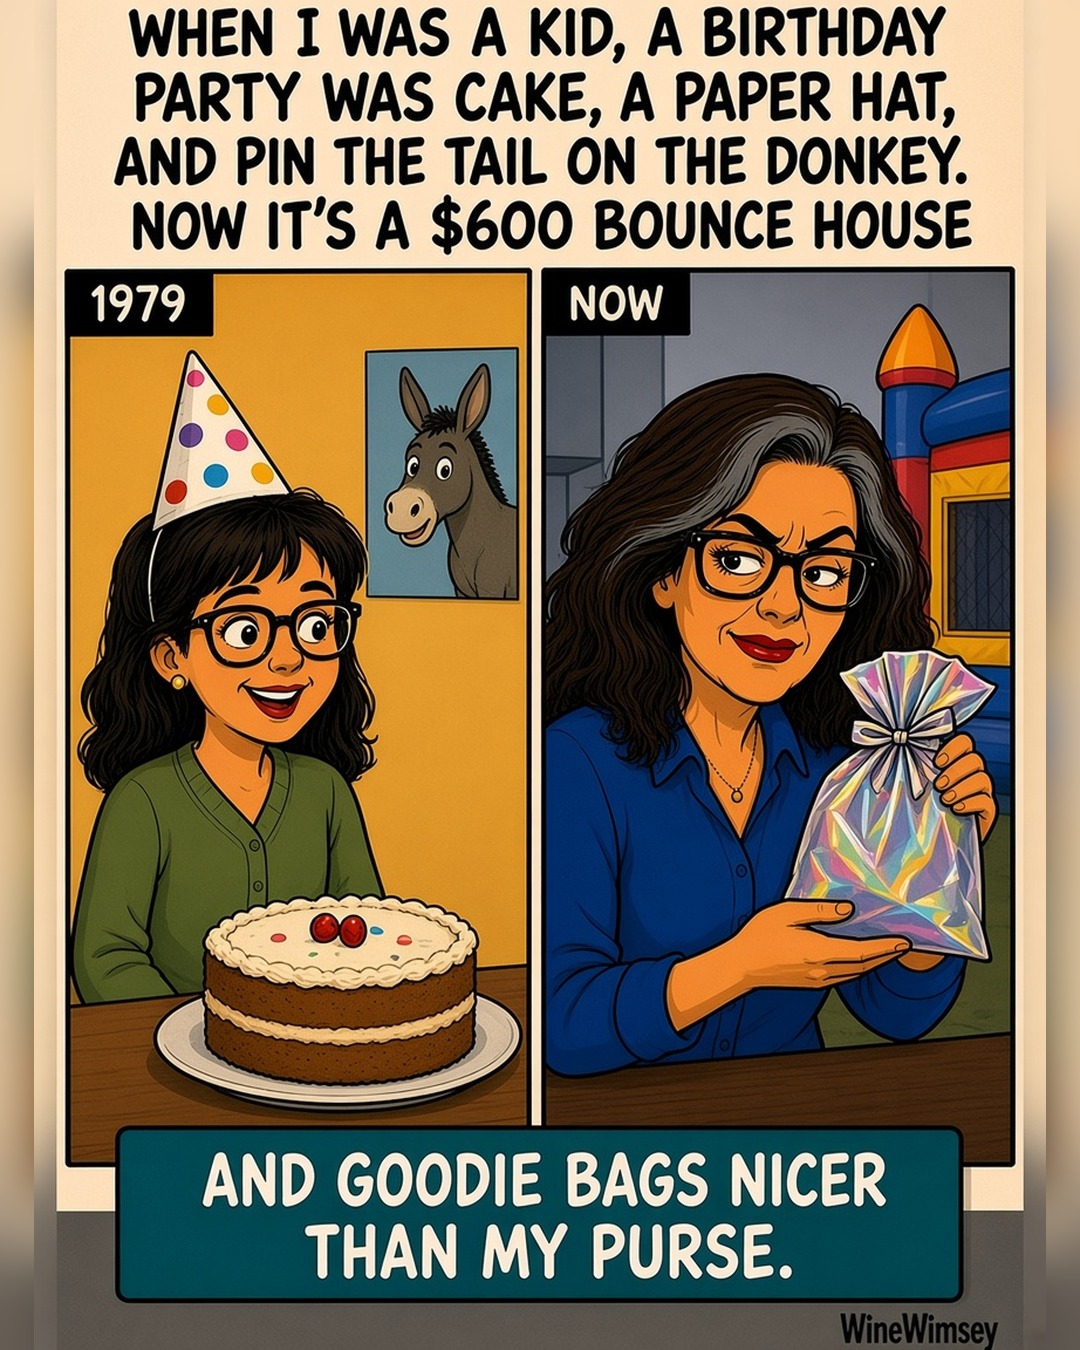 WHEN I WAS A KID, A BIRTHDAY
PARTY WAS CAKE, A PAPER HAT,
AND PIN THE TAIL ON THE DONKEY.
NOW IT'S A $600 BOUNCE HOUSE
1979
NOW
AND GOODIE BAGS NICER
THAN MY PURSE.
WineWimsey